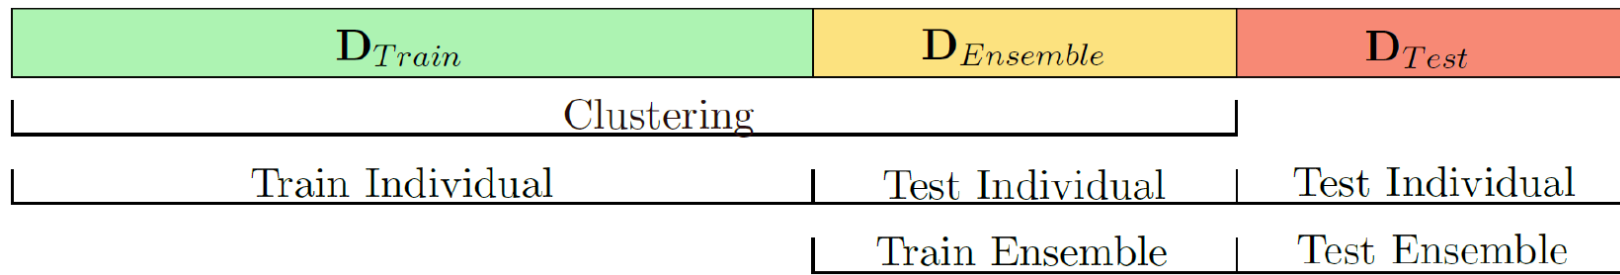 D_Train D_Ensemble D_Test
Clustering
Train Individual Test Individual Test Individual
Train Ensemble Test Ensemble